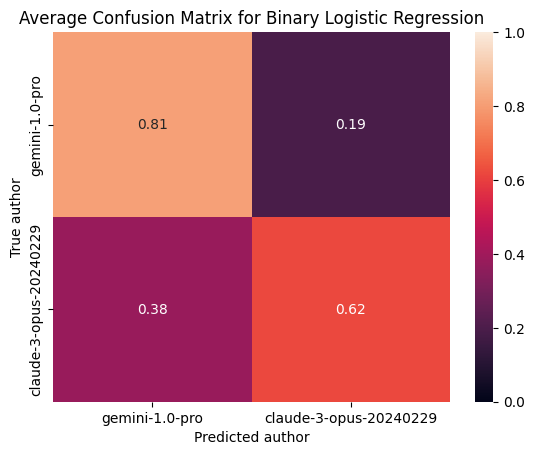 Average Confusion Matrix for Binary Logistic Regression
True author
gemini-1.0-pro
claude-3-opus-20240229
0.81
0.19
0.38
0.62
gemini-1.0-pro
claude-3-opus-20240229
Predicted author
1.0
0.8
0.6
0.4
0.2
0.0